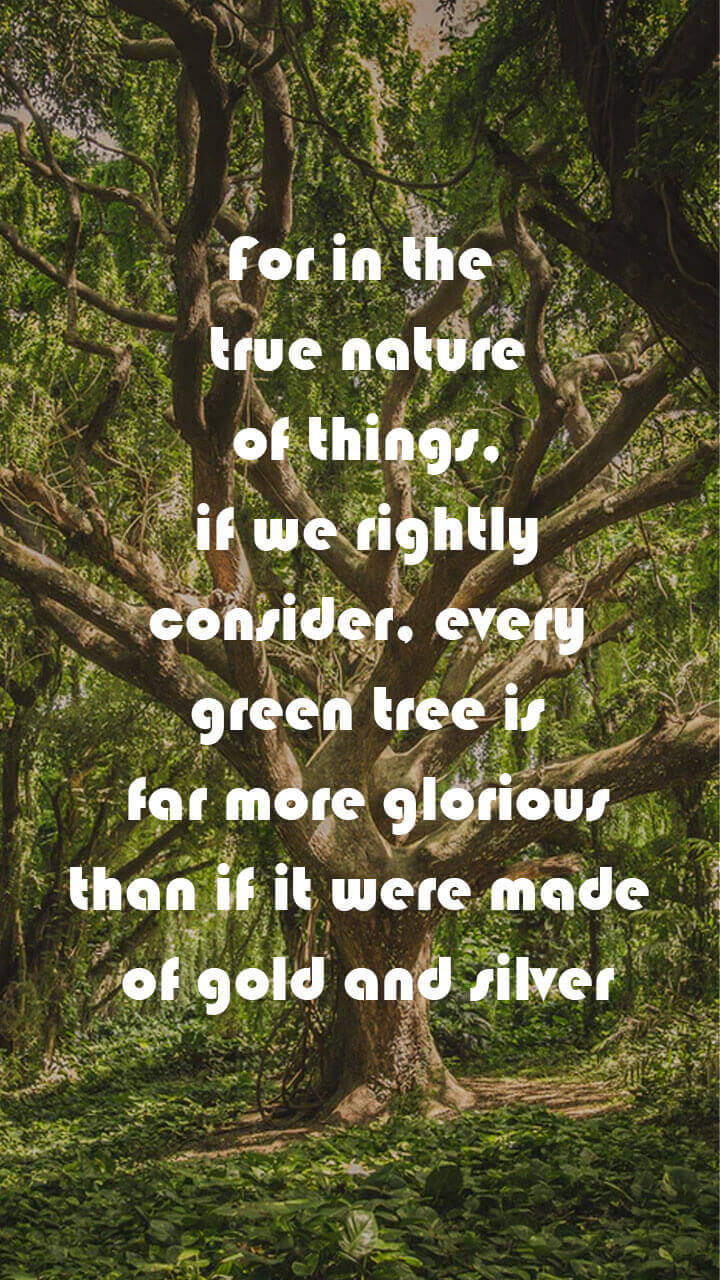 For in the
true nature
of things,
if we rightly
consider, every
green tree is
far more glorious
than if it were made
of gold and silver